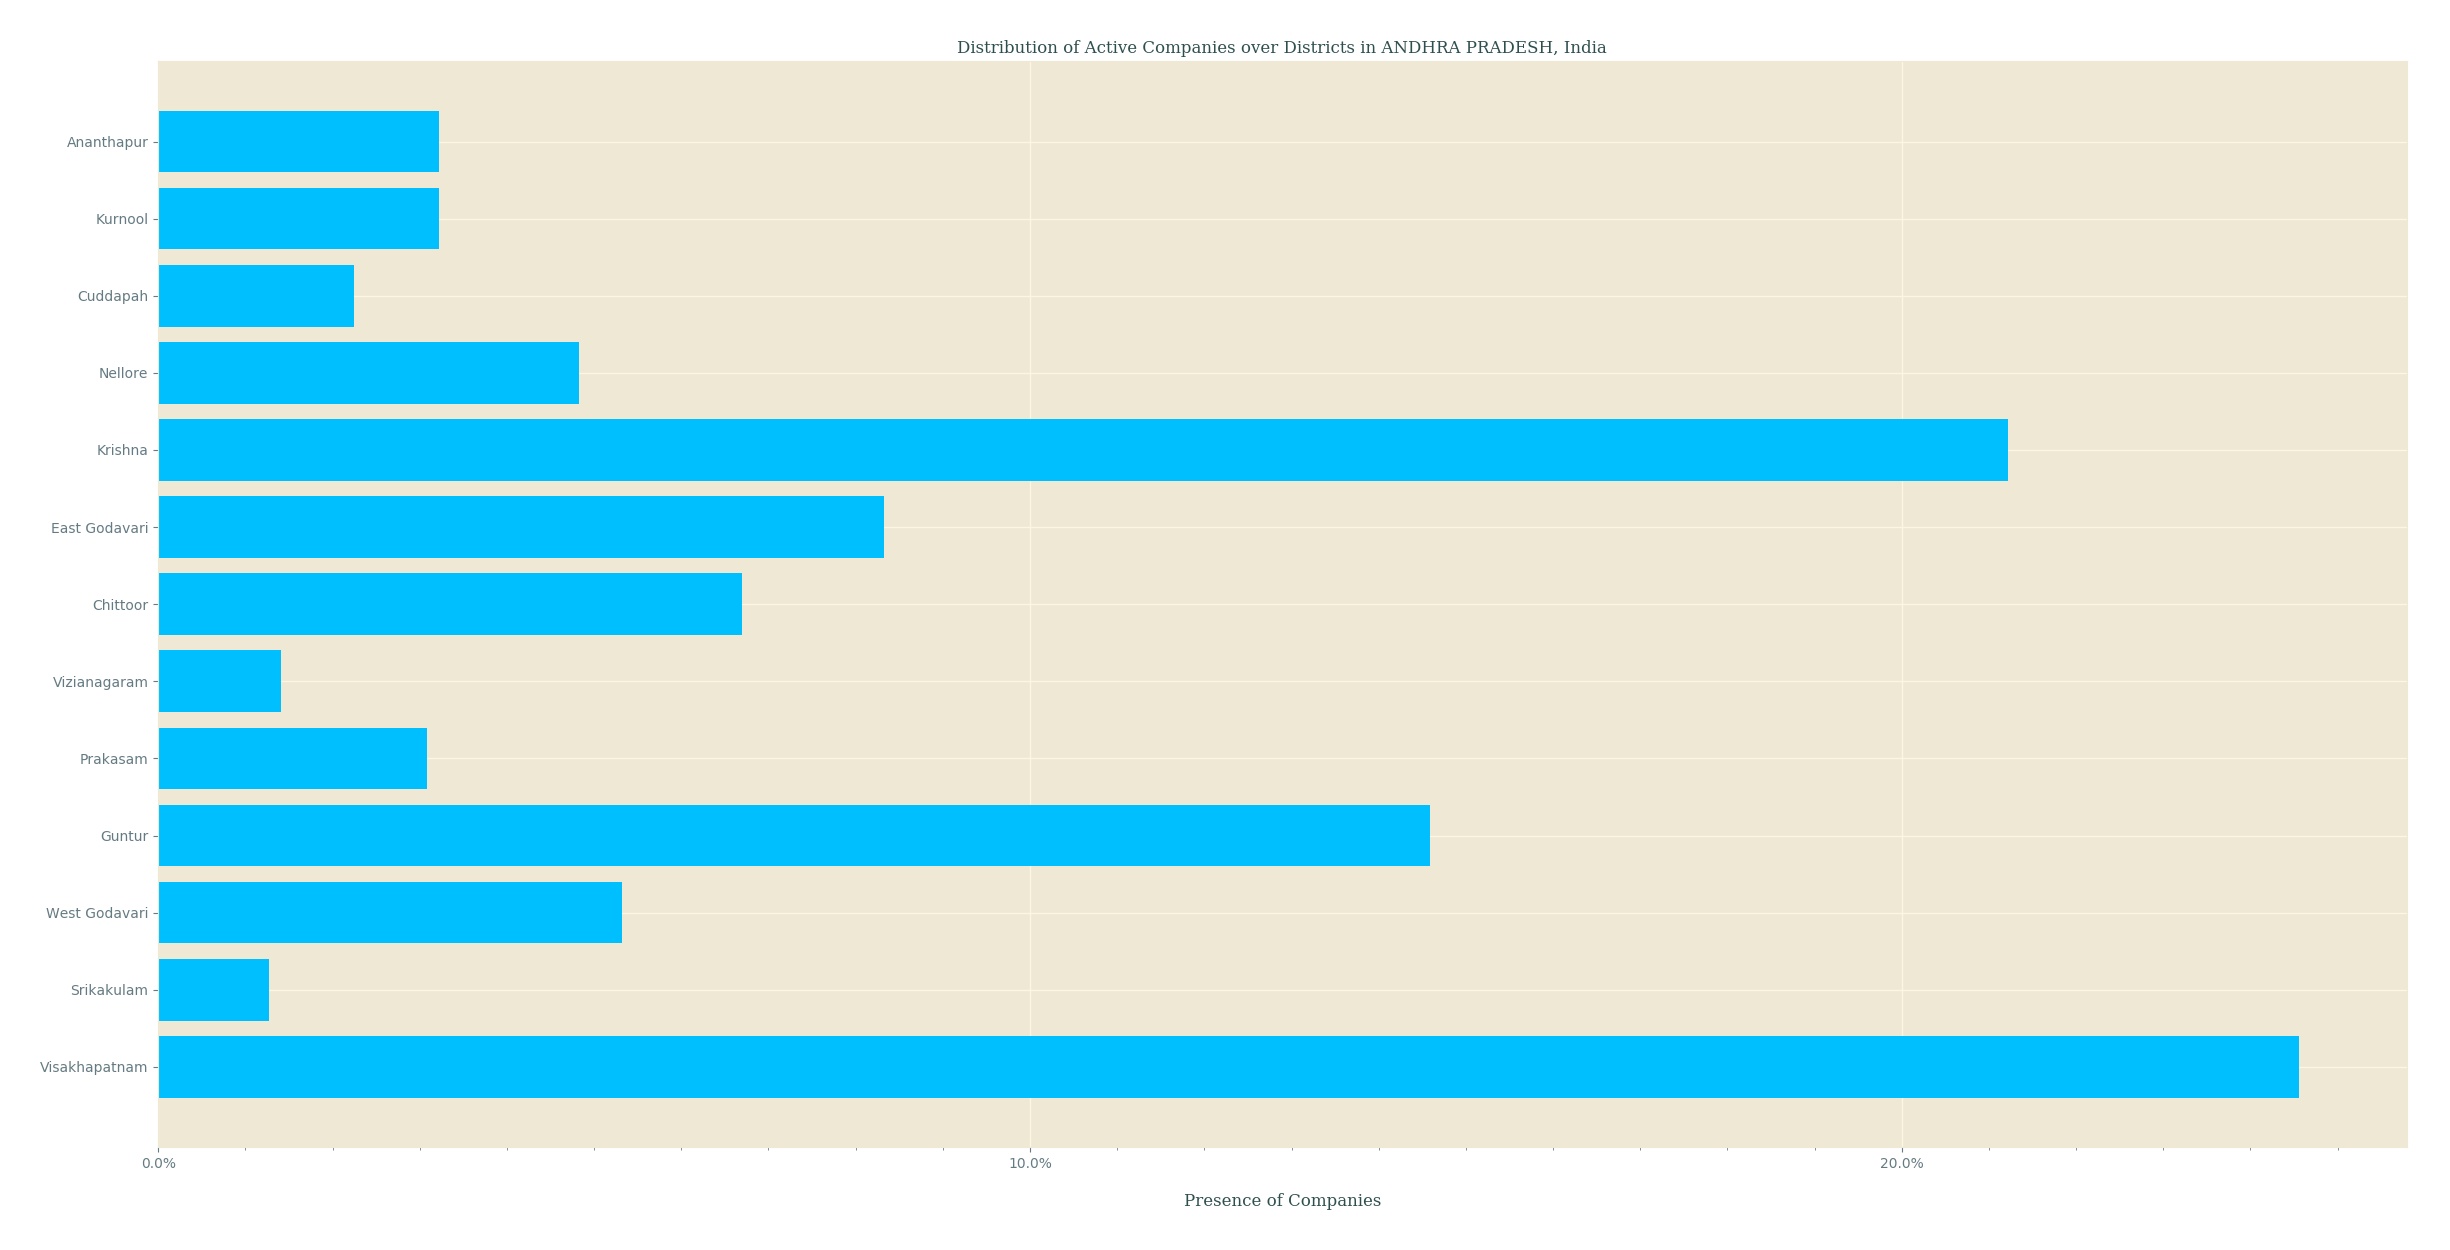 Distribution of Active Companies over Districts in ANDHRA PRADESH, India
Ananthapur
Kurnool
Cuddapah
Nellore
Krishna
East Godavari
Chittoor
Vizianagaram
Prakasam
Guntur
West Godavari
Srikakulam
Visakhapatnam
0.0% 10.0% 20.0%
Presence of Companies